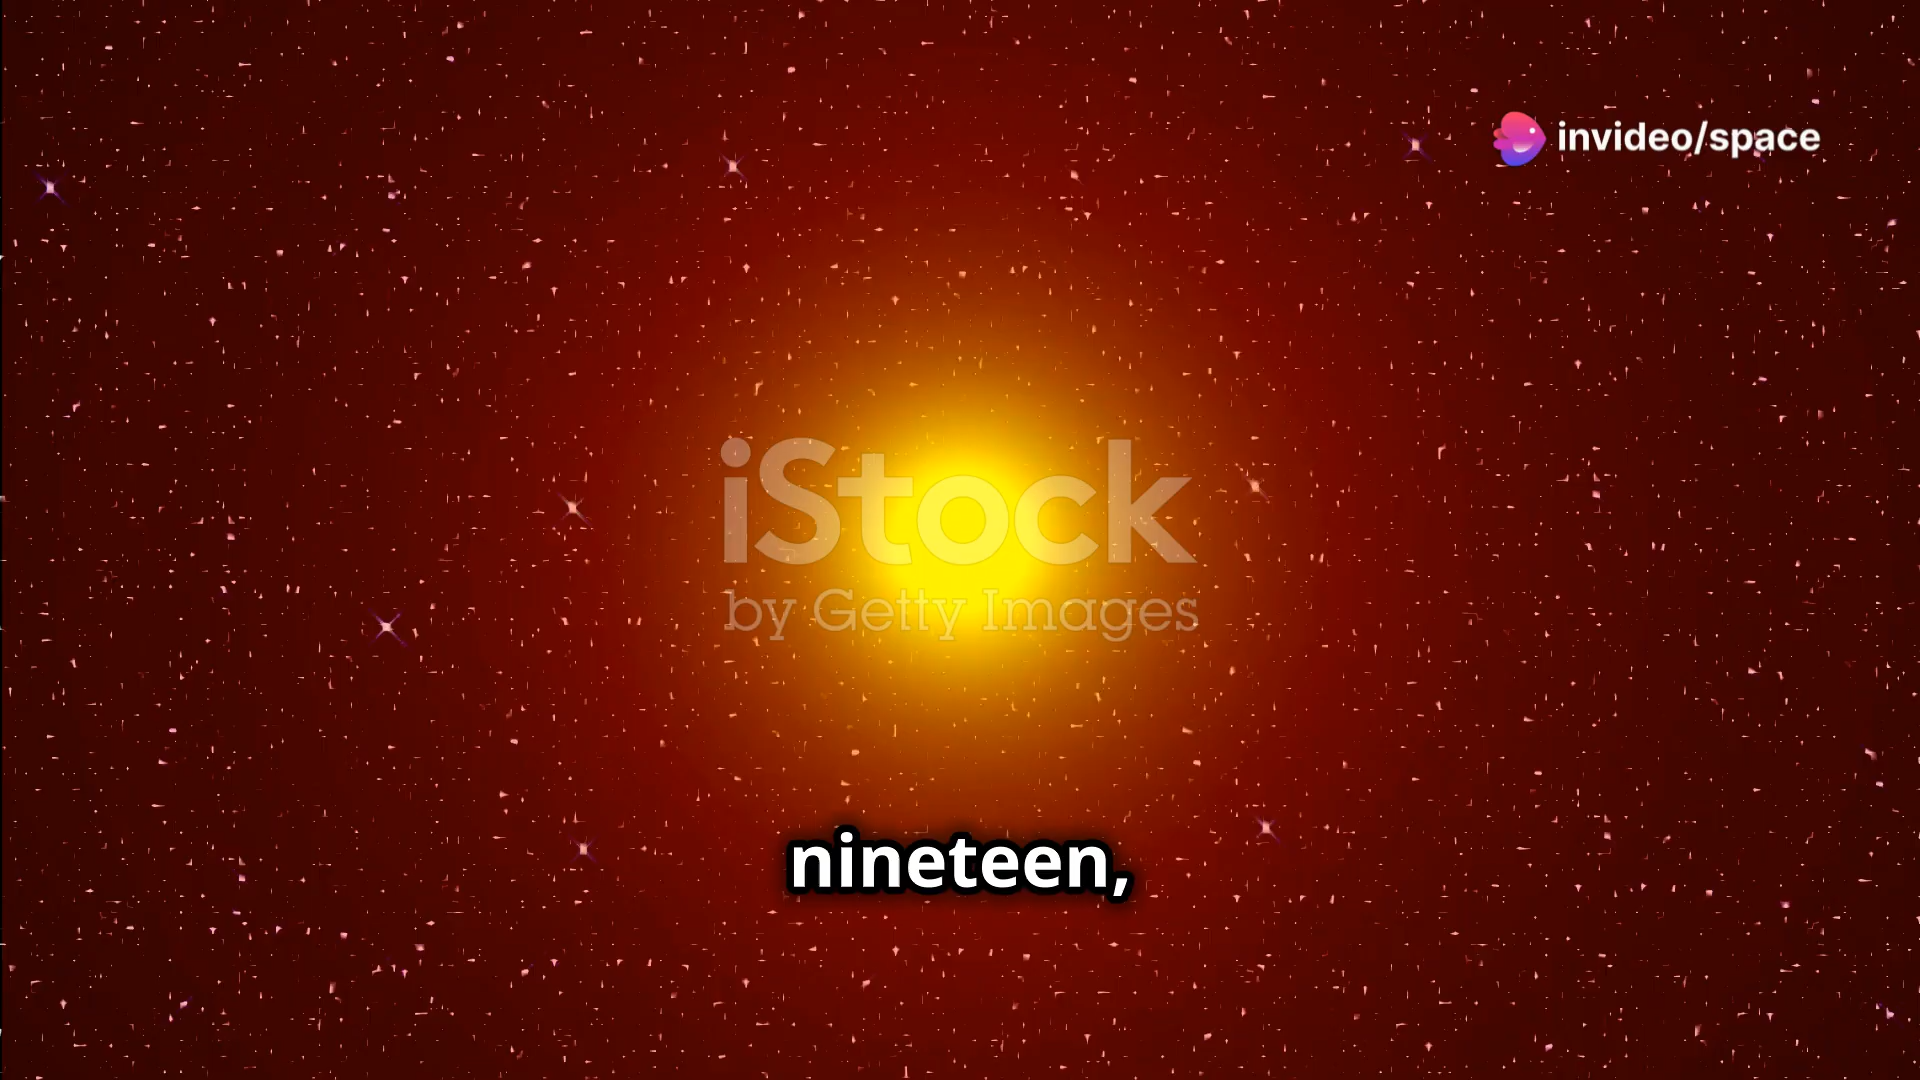 invideo/space
iStock
by Getty Images
nineteen,